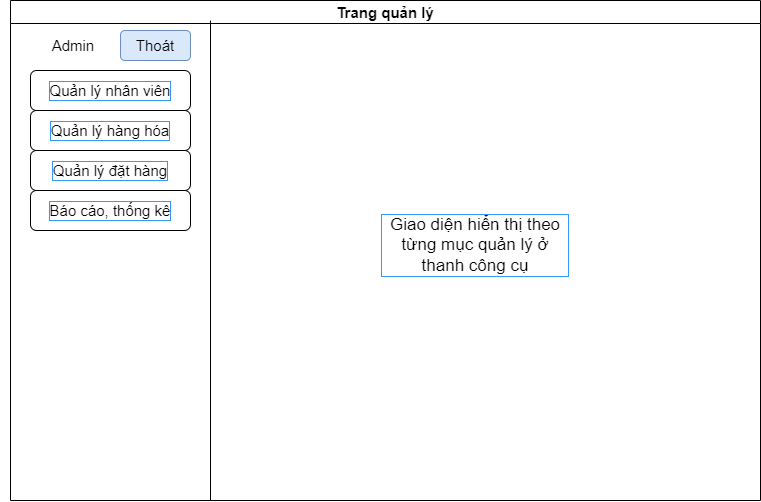 Trang quản lý
Admin
Thoát
Quản lý nhân viên
Quản lý hàng hóa
Quản lý đặt hàng
Báo cáo, thống kê
Giao diện hiển thị theo
từng mục quản lý ở
thanh công cụ